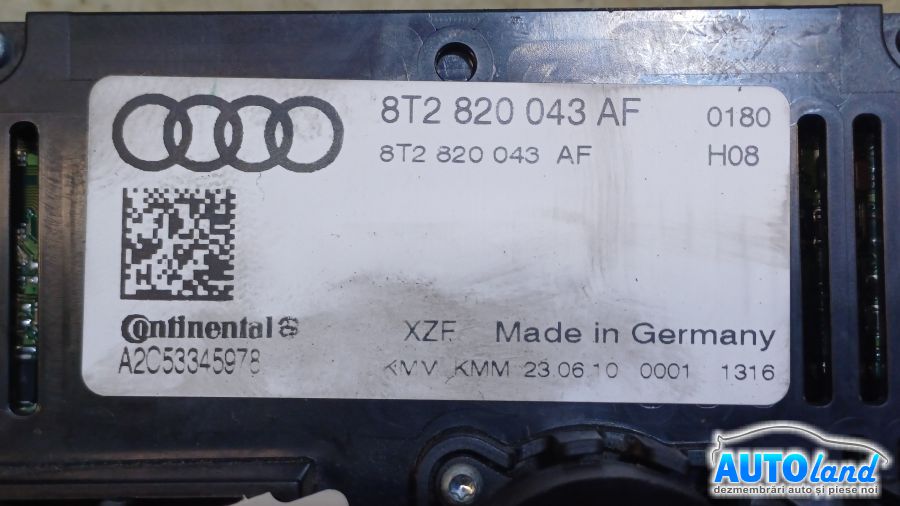 8T2 820 043 AF 0180
8T2 820 043 AF H08
Continental
A2C53345978
XZF Made in Germany
KMV KMM 23.06.10 0001 1316
AUTOland
dezmembrări auto și piese noi